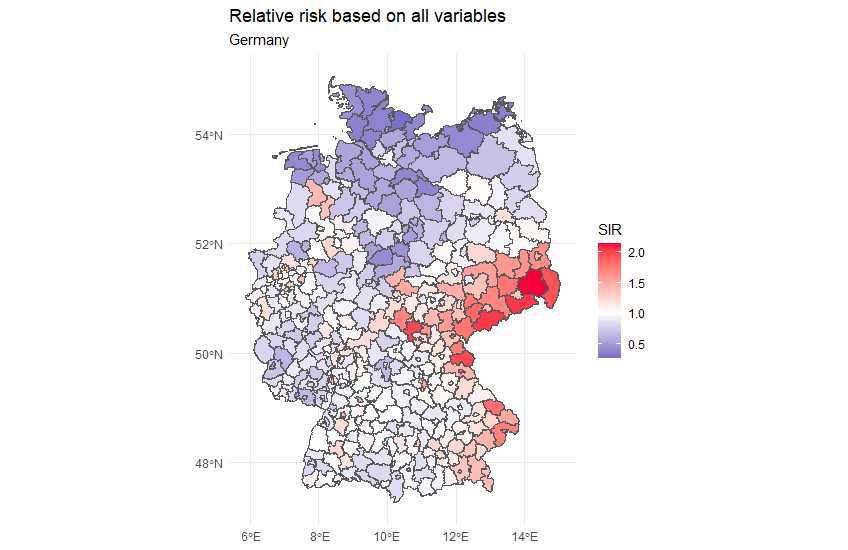 Relative risk based on all variables
Germany
54°N
52°N
50°N
48°N
6°E
8°E
10°E
12°E
14°E
SIR
2.0
1.5
1.0
0.5